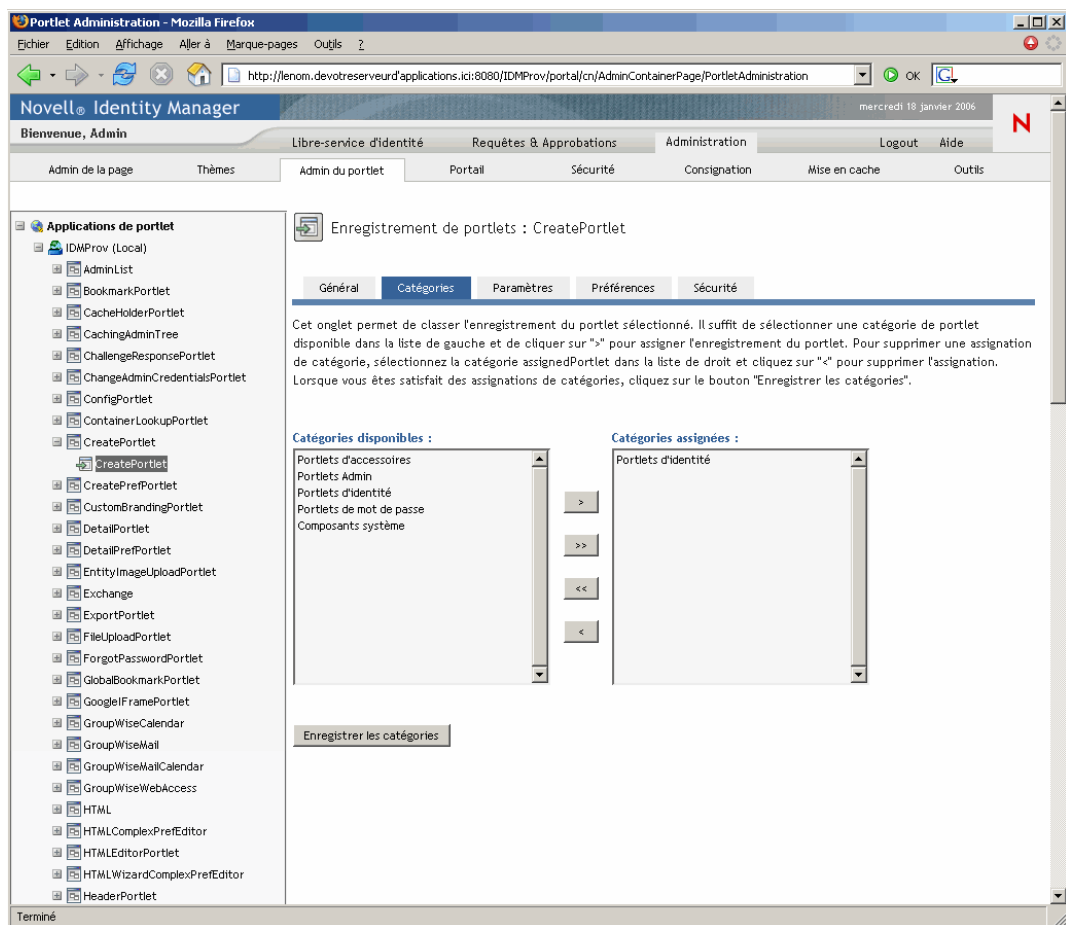 Portlet Administration - Mozilla Firefox
Fichier Edition Affichage Aller à Marque-pages Outils ?
http://lenom.devotreserveurd'applications.ici:8080/IDMProv/portal/cn/AdminContainerPage/PortletAdministration OK G
Novell® Identity Manager
mercredi 18 janvier 2006
N
Bienvenue, Admin
Libre-service d'identité Requêtes & Approbations Administration Logout Aide
Admin de la page Thèmes Admin du portlet Portail Sécurité Consignation Mise en cache Outils
Applications de portlet
IDMProv (Local)
AdminList
BookmarkPortlet
CacheHolderPortlet
CachingAdminTree
ChallengeResponsePortlet
ChangeAdminCredentialsPortlet
ConfigPortlet
ContainerLookupPortlet
CreatePortlet
CreatePortlet
CreatePrefPortlet
CustomBrandingPortlet
DetailPortlet
DetailPrefPortlet
EntityImageUploadPortlet
Exchange
ExportPortlet
FileUploadPortlet
ForgotPasswordPortlet
GlobalBookmarkPortlet
GoogleIFramePortlet
GroupWiseCalendar
GroupWiseMail
GroupWiseMailCalendar
GroupWiseWebAccess
HTML
HTMLComplexPrefEditor
HTMLEditorPortlet
HTMLWizardComplexPrefEditor
HeaderPortlet
Enregistrement de portlets : CreatePortlet
Général Catégories Paramètres Préférences Sécurité
Cet onglet permet de classer l'enregistrement du portlet sélectionné. Il suffit de sélectionner une catégorie de portlet
disponible dans la liste de gauche et de cliquer sur ">" pour assigner l'enregistrement du portlet. Pour supprimer une assignation
de catégorie, sélectionnez la catégorie assignedPortlet dans la liste de droit et cliquez sur "<" pour supprimer l'assignation.
Lorsque vous êtes satisfait des assignations de catégories, cliquez sur le bouton "Enregistrer les catégories".
Catégories disponibles :
Portlets d'accessoires
Portlets Admin
Portlets d'identité
Portlets de mot de passe
Composants système
>
>>
<<
<
Catégories assignées :
Portlets d'identité
Enregistrer les catégories
Terminé